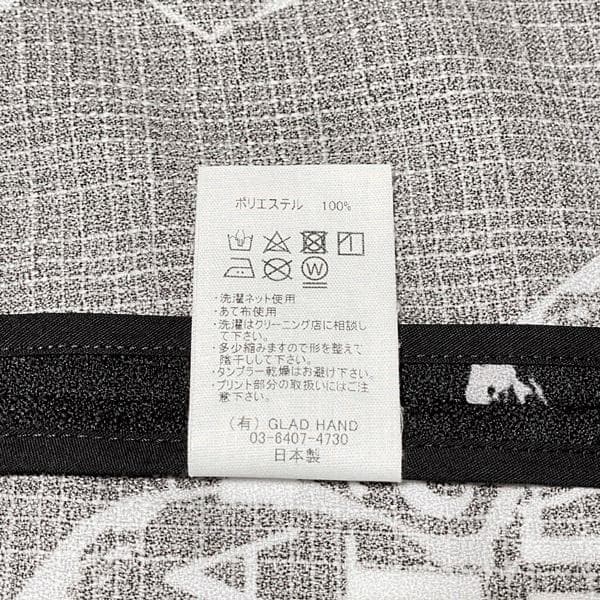 ポリエステル 100%
W
・洗濯ネット使用
・あて布使用
・洗濯はクリーニング店に相談し
て下さい。
・多少縮みますので形を整えて
陰干しして下さい。
・タンブラー乾燥はお避け下さい。
・プリント部分の取扱いにはご注
意下さい。
(有) GLAD HAND
03-6407-4730
日本製